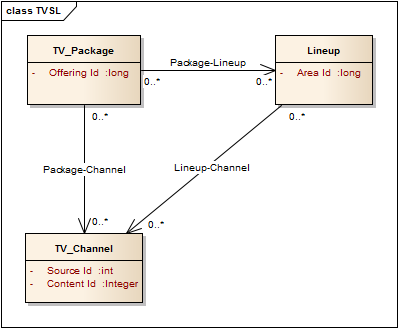 class TVSL
TV_Package
- Offering Id :long
Lineup
- Area Id :long
Package-Lineup
0..*
0..*
0..*
0..*
Package-Channel
Lineup-Channel
0..*
0..*
TV_Channel
- Source Id :int
- Content Id :Integer